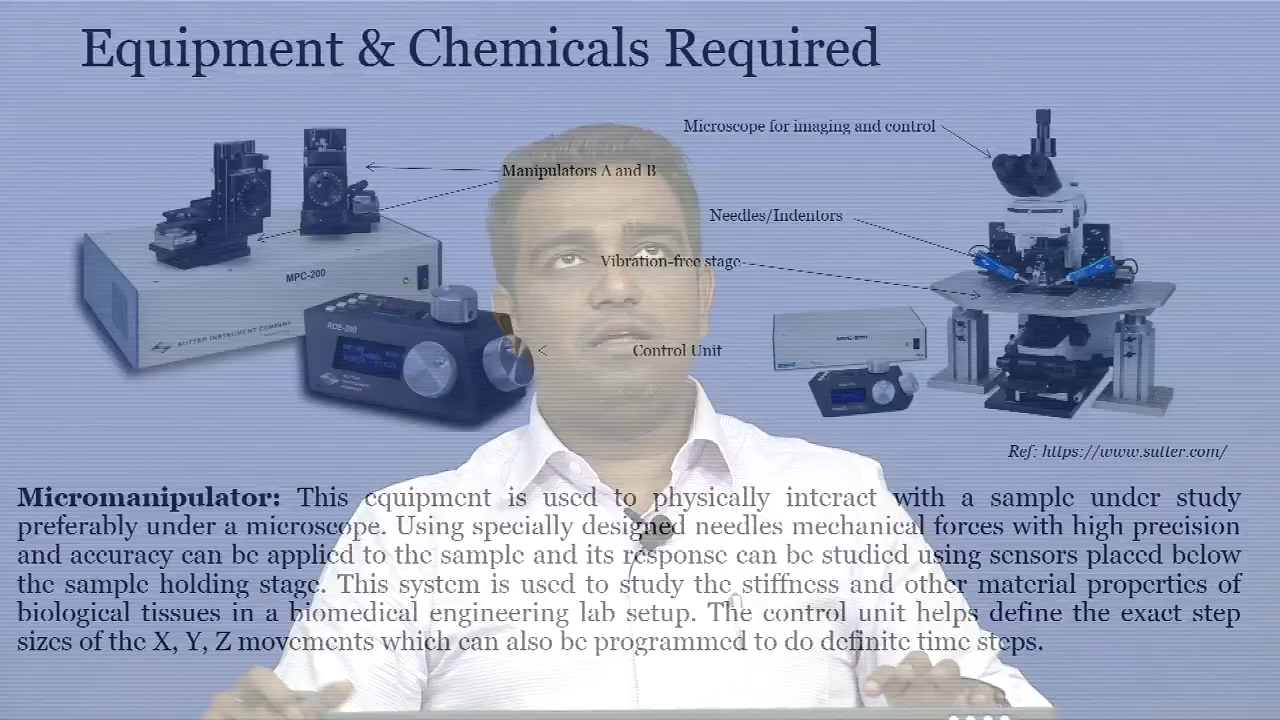 Equipment & Chemicals Required
Microscope for imaging and control
Manipulators A and B
Needles/Indentors
Vibration-free stage
MPC-200
SUTTER INSTRUMENT COMPANY
ROE-200
SUTTER
INSTRUMENT
COMPANY
Control Unit
Ref: https://www.sutter.com/
Micromanipulator: This equipment is used to physically interact with a sample under study
preferably under a microscope. Using specially designed needles mechanical forces with high precision
and accuracy can be applied to the sample and its response can be studied using sensors placed below
the sample holding stage. This system is used to study the stiffness and other material properties of
biological tissues in a biomedical engineering lab setup. The control unit helps define the exact step
sizes of the X, Y, Z movements which can also be programmed to do definite time steps.